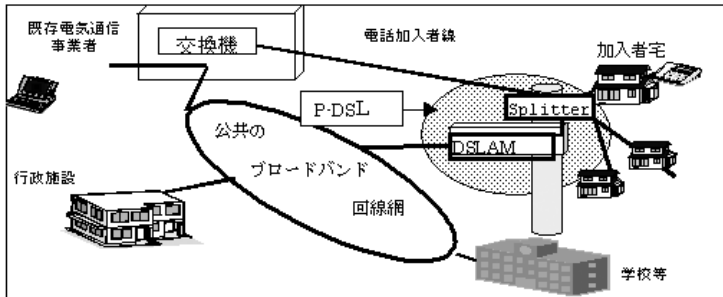 既存電気通信
事業者
交換機
電話加入者線
加入者宅
P-DSL
Splitter
公共の
DSLAM
ブロードバンド
行政施設
回線網
学校等